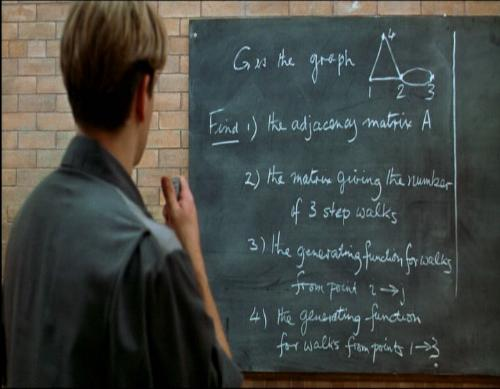 G is the graph
4
1 2 3
Find 1) the adjacency matrix A
2) the matrix giving the number
of 3 step walks
3) the generating function for walks
from point i → j
4) the generating function
for walks from points 1 → 3